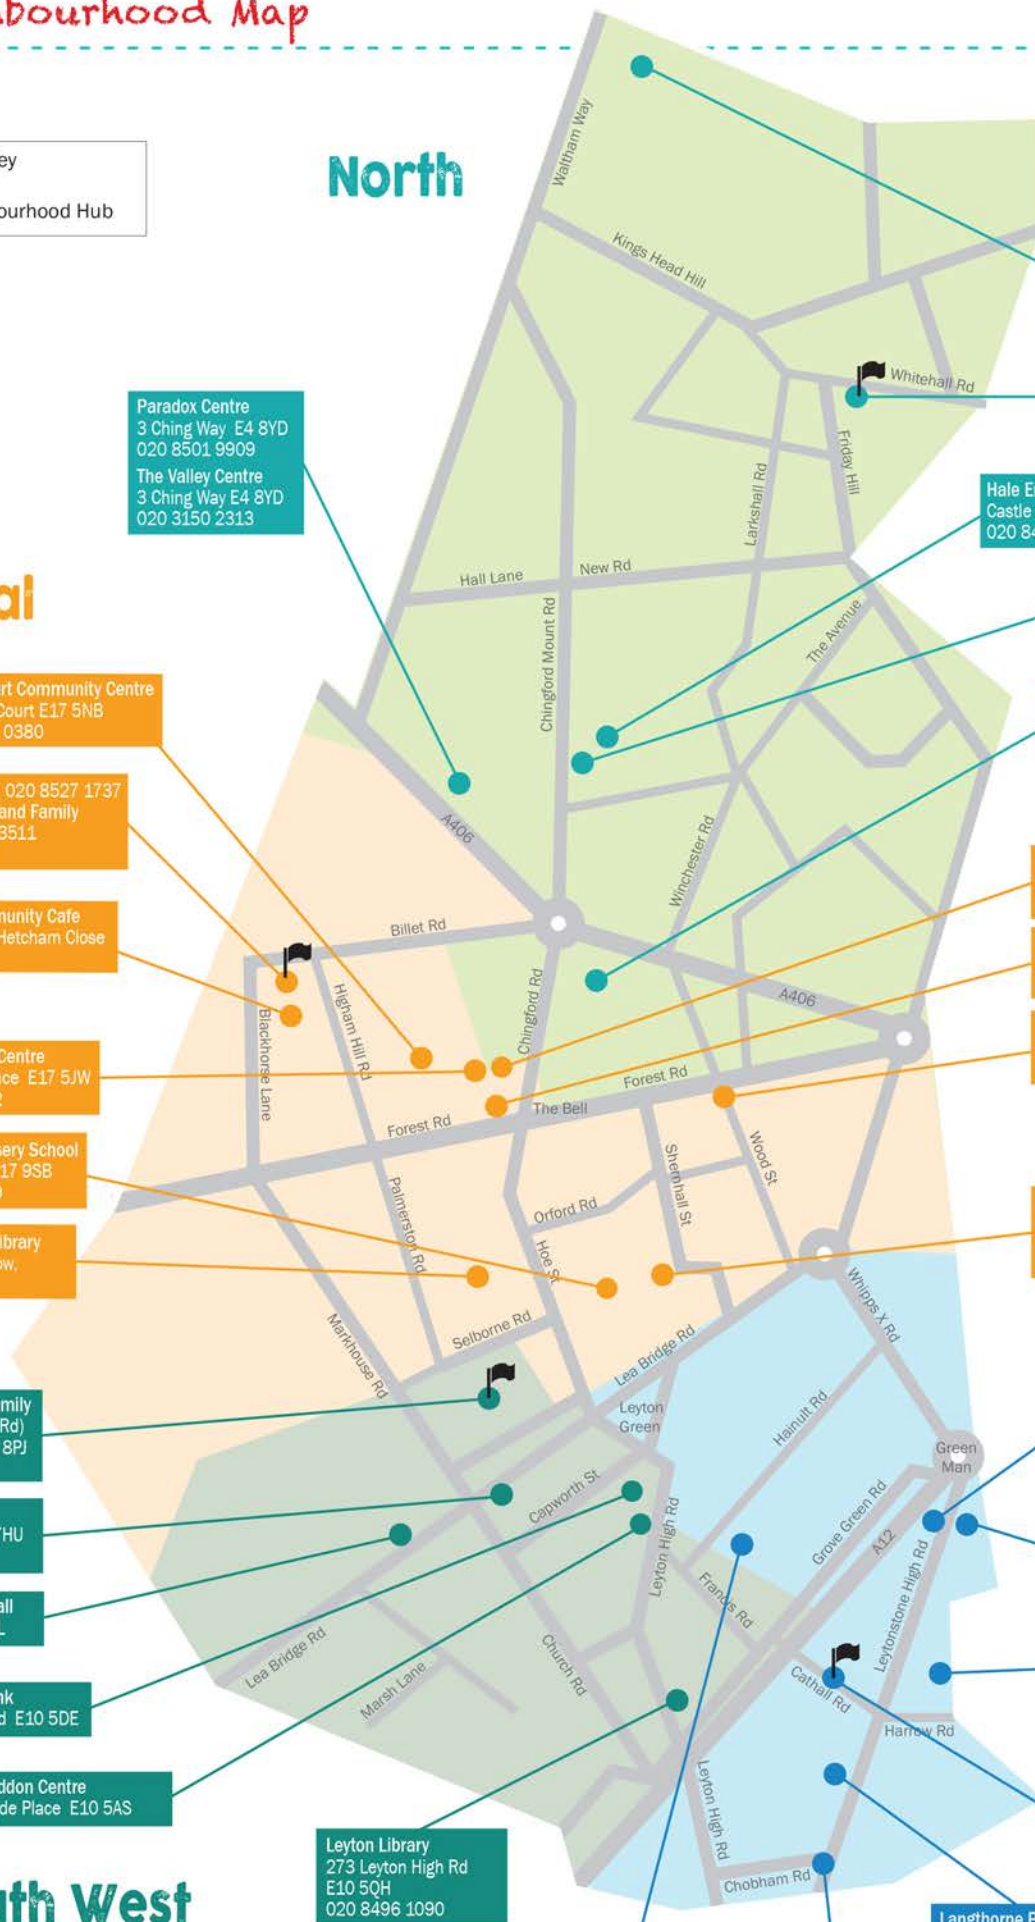 bourhood Map
ey
ourhood Hub
North
Waltham Way
Kings Head Hill
Whitehall Rd
Friday Hill
Larkshall Rd
Paradox Centre
3 Ching Way E4 8YD
020 8501 9909
The Valley Centre
3 Ching Way E4 8YD
020 3150 2313
Hale E
Castle
020 84
Hall Lane
New Rd
The Avenue
Chingford Mount Rd
al
rt Community Centre
Court E17 5NB
0380
020 8527 1737
and Family
3511
A406
Winchester Rd
munity Cafe
Hetcham Close
Billet Rd
Chingford Rd
A406
Higham Hill Rd
Blackhorse Lane
Centre
ce E17 5JW
2
Forest Rd
The Bell
Forest Rd
sery School
17 9SB
)
Wood St
Shernhall St
Palmerston Rd
Orford Rd
Hoe St
ibrary
ow,
Whipps X Rd
Markhouse Rd
Selborne Rd
Lea Bridge Rd
mily
Rd)
8PJ
Leyton
Green
Hainult Rd
Green
Man
Capworth St
7HU
Leyton High Rd
Grove Green Rd
A12
Leytonstone High Rd
Francis Rd
all
L
Lea Bridge Rd
Marsh Lane
Church Rd
Cathall Rd
nk
d E10 5DE
Harrow Rd
ddon Centre
de Place E10 5AS
Leyton High Rd
Chobham Rd
Leyton Library
273 Leyton High Rd
E10 5QH
020 8496 1090
uth West
Langthorne